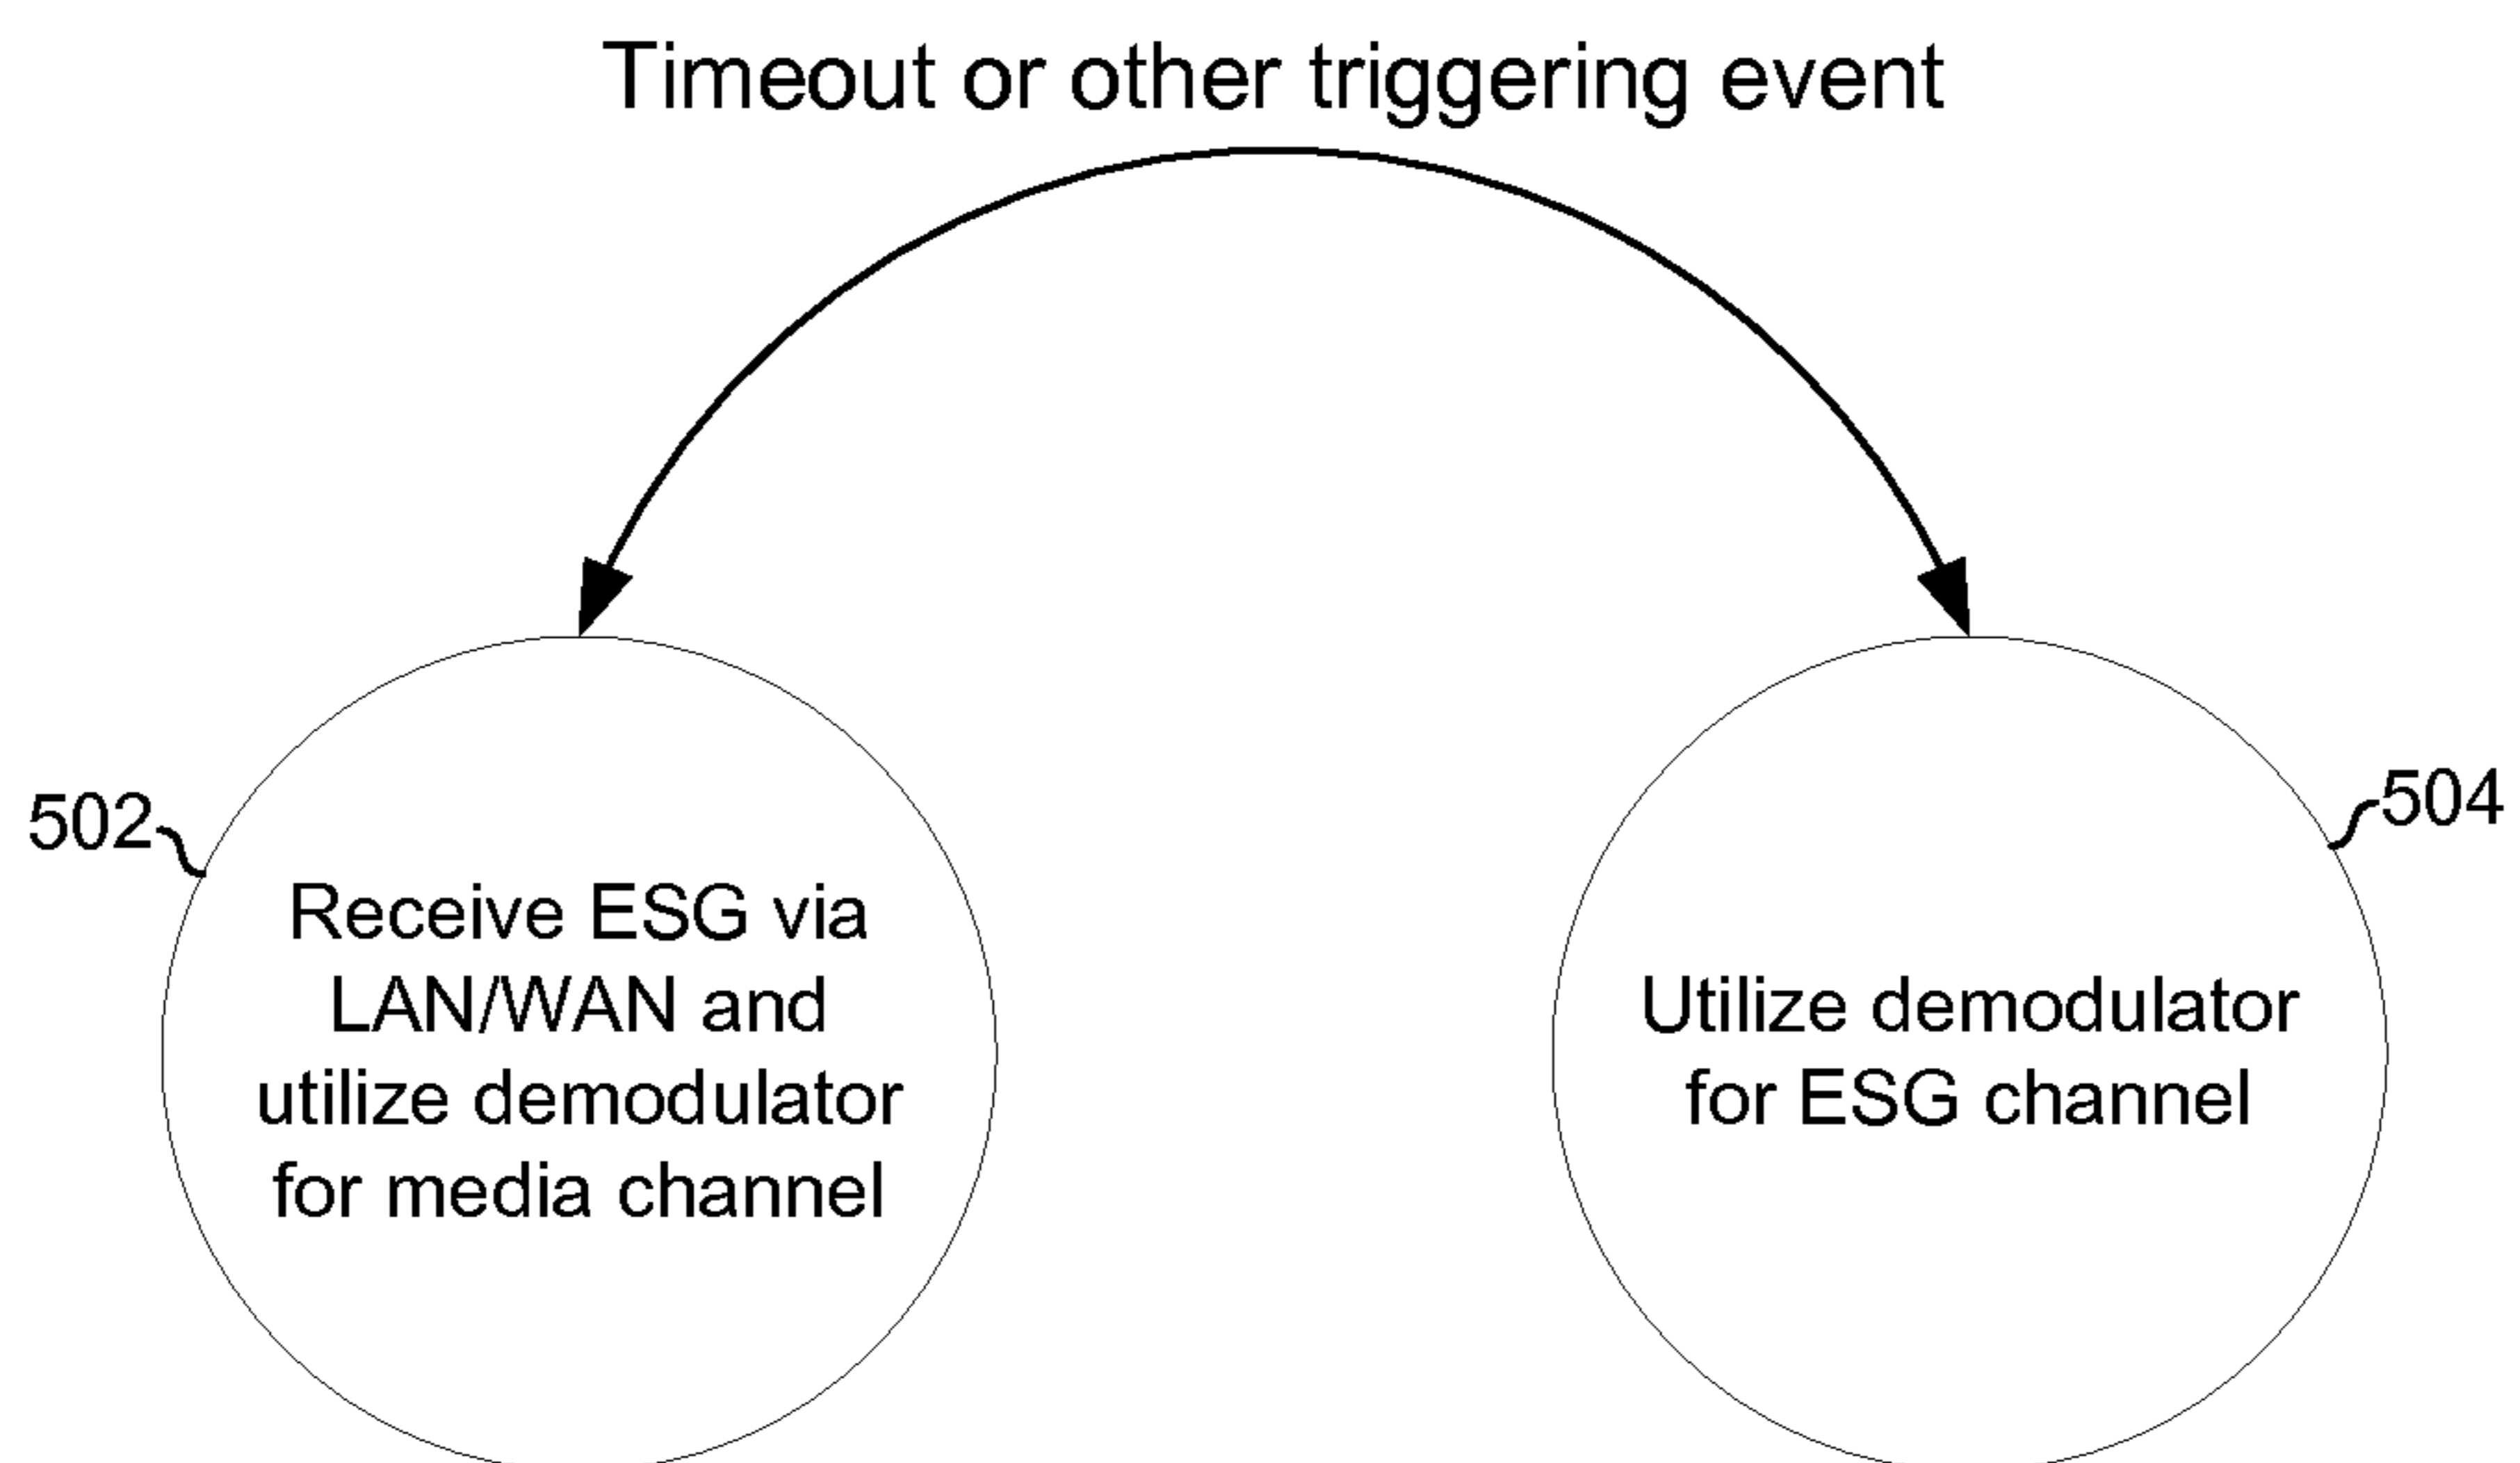 Timeout or other triggering event
502
504
Receive ESG via
LAN/WAN and
utilize demodulator
for media channel
Utilize demodulator
for ESG channel